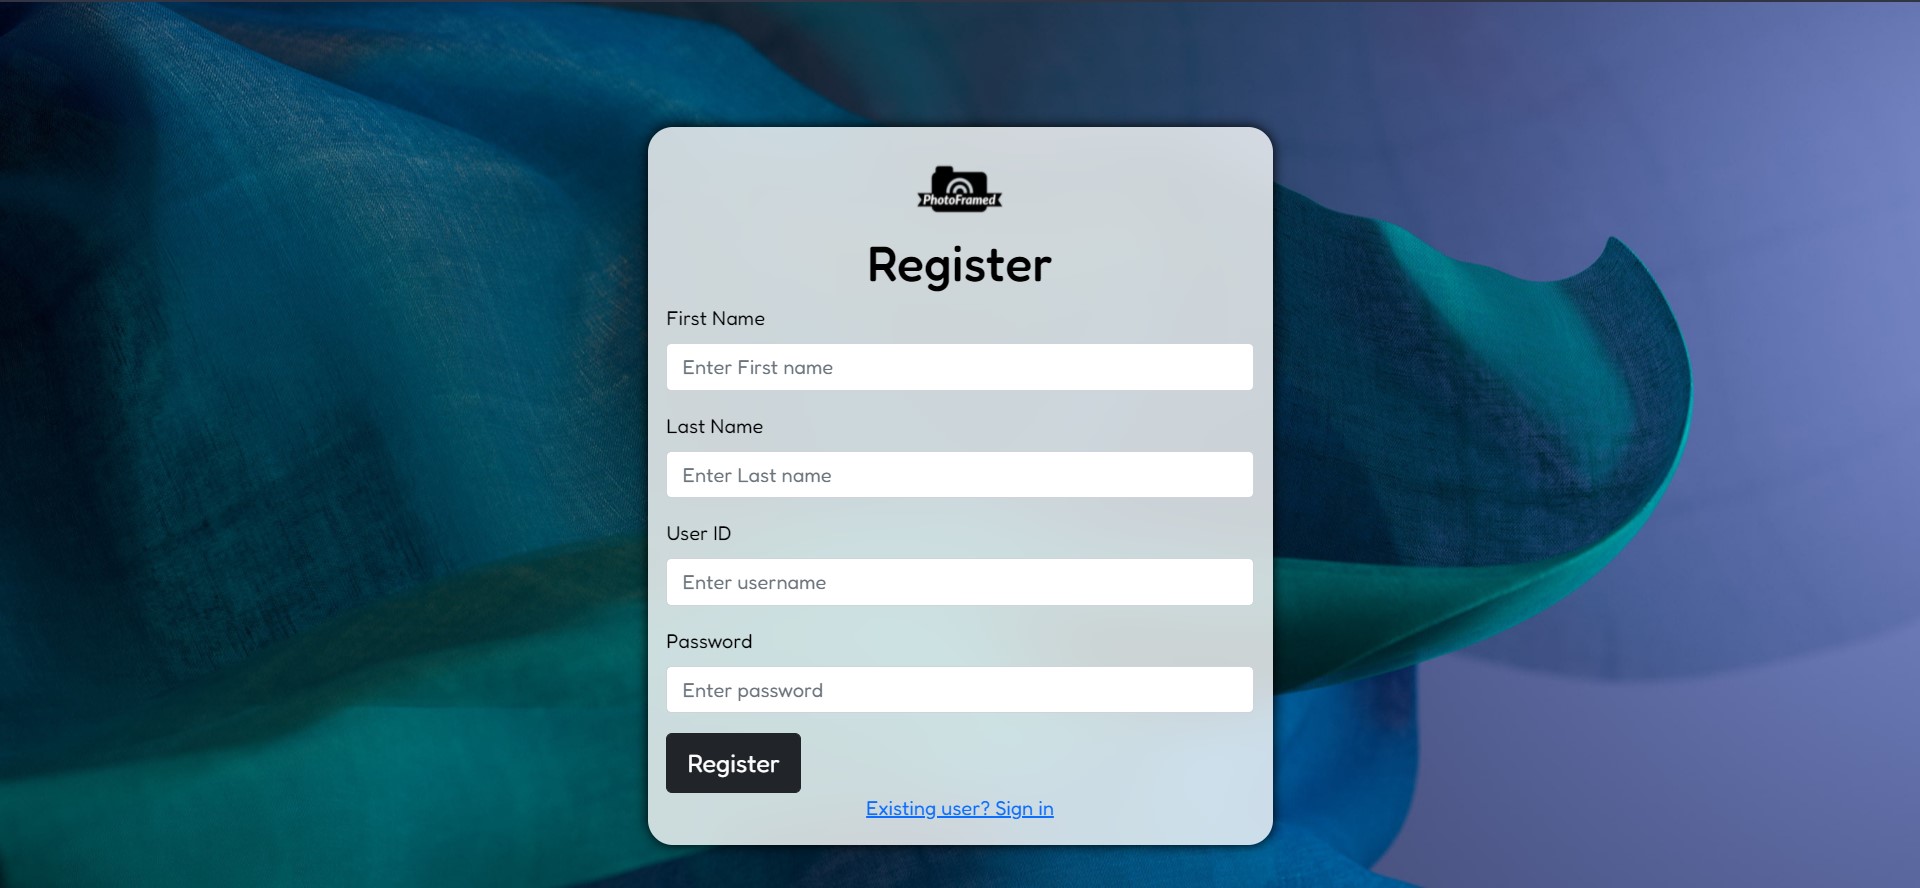 PhotoFramed
Register
First Name
Enter First name
Last Name
Enter Last name
User ID
Enter username
Password
Enter password
Register
Existing user? Sign in